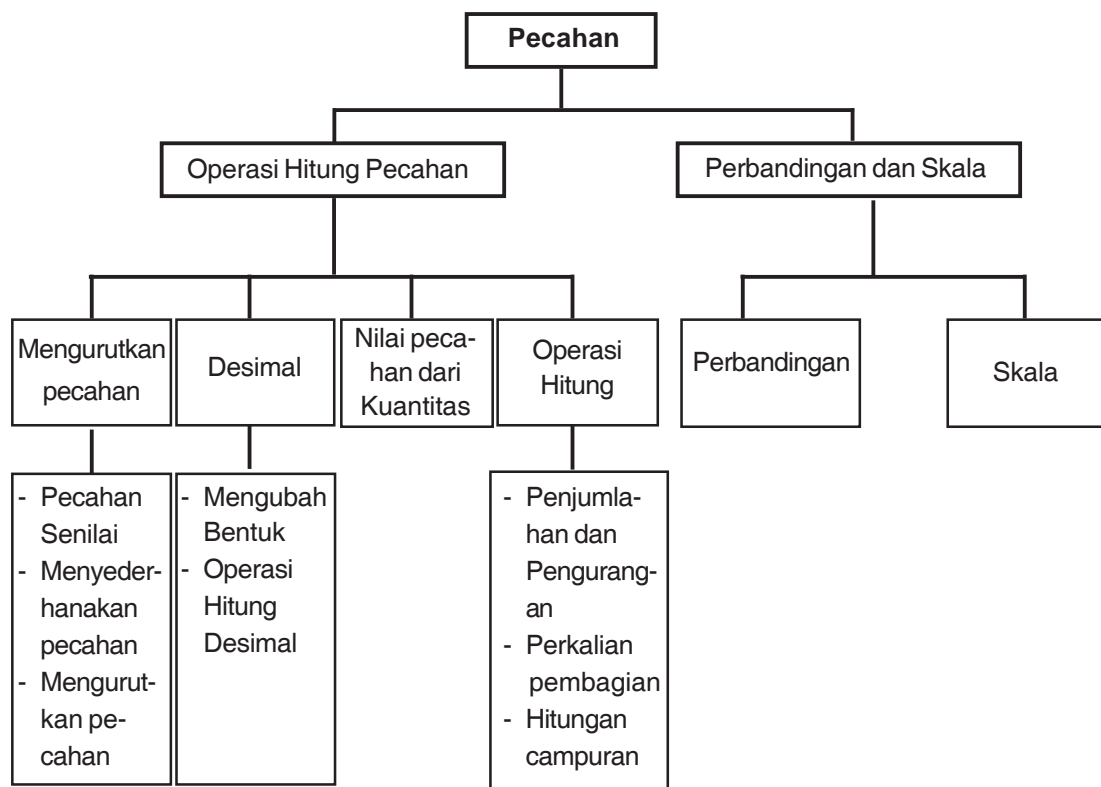 Pecahan
Operasi Hitung Pecahan
Perbandingan dan Skala
Mengurutkan
pecahan
Desimal
Nilai peca-
han dari
Kuantitas
Operasi
Hitung
Perbandingan
Skala
- Pecahan
Senilai
- Menyeder-
hanakan
pecahan
- Mengurut-
kan pe-
cahan
- Mengubah
Bentuk
- Operasi
Hitung
Desimal
- Penjumla-
han dan
Pengurang-
an
- Perkalian
pembagian
- Hitungan
campuran